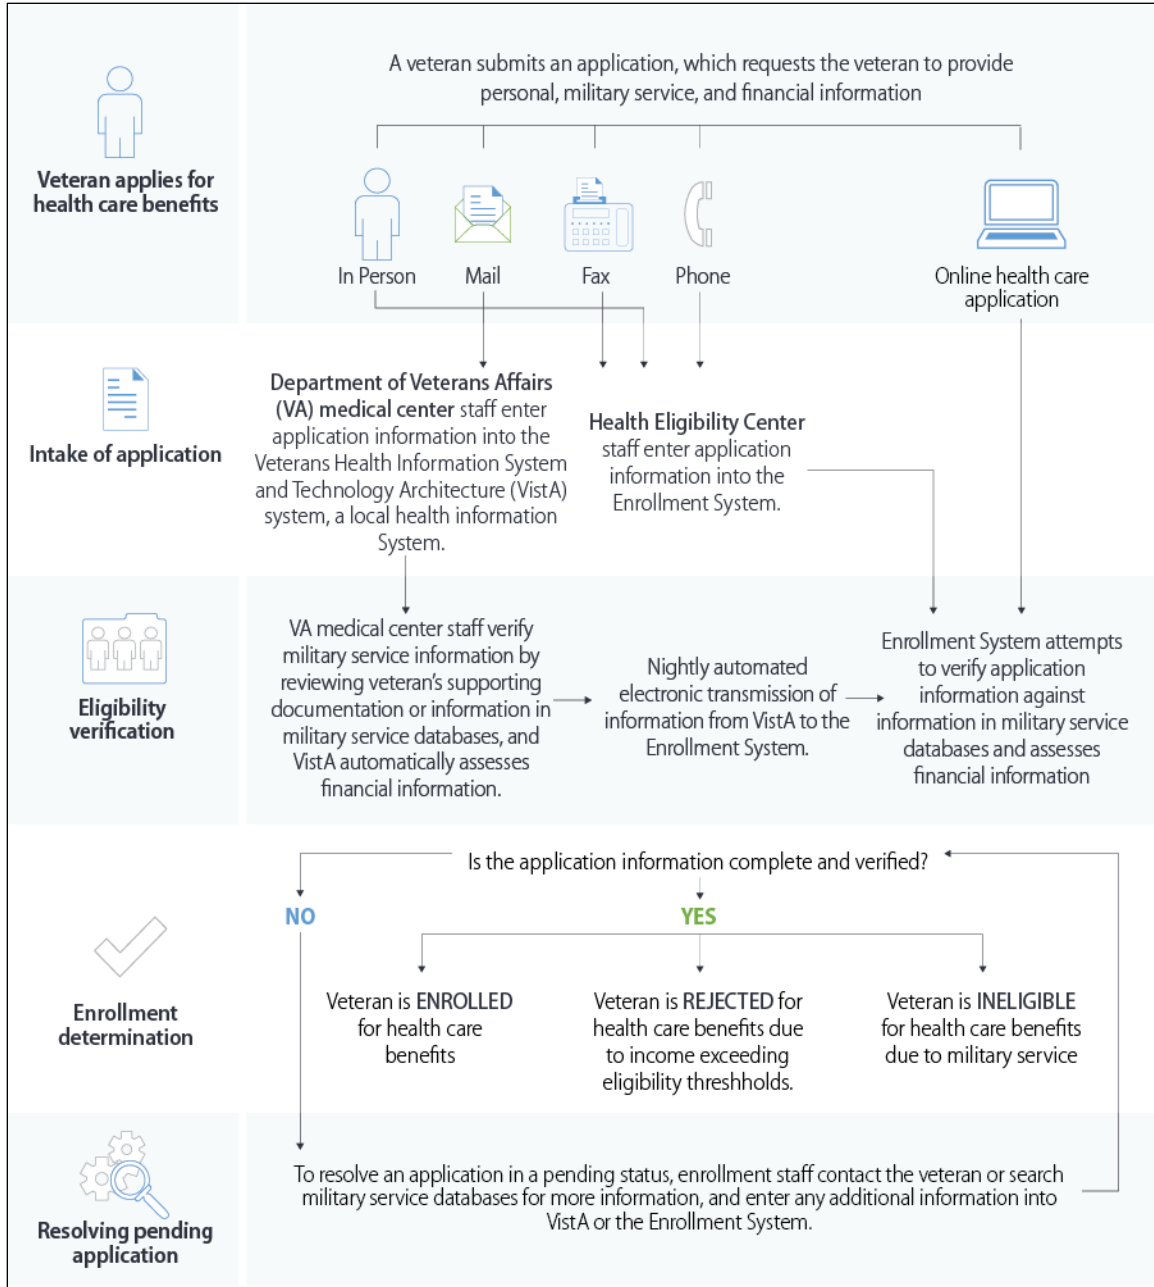 A veteran submits an application, which requests the veteran to provide
personal, military service, and financial information
Veteran applies for
health care benefits
In Person
Mail
Fax
Phone
Online health care
application
Intake of application
Department of Veterans Affairs
(VA) medical center staff enter
application information into the
Veterans Health Information System
and Technology Architecture (VistA)
system, a local health information
System.
Health Eligibility Center
staff enter application
information into the
Enrollment System.
Eligibility
verification
VA medical center staff verify
military service information by
reviewing veteran's supporting
documentation or information in
military service databases, and
VistA automatically assesses
financial information.
Nightly automated
electronic transmission of
information from VistA to the
Enrollment System.
Enrollment System attempts
to verify application
information against
information in military service
databases and assesses
financial information
Enrollment
determination
Is the application information complete and verified?
NO
YES
Veteran is ENROLLED
for health care
benefits
Veteran is REJECTED for
health care benefits due
to income exceeding
eligibility threshholds.
Veteran is INELIGIBLE
for health care benefits
due to military service
Resolving pending
application
To resolve an application in a pending status, enrollment staff contact the veteran or search
military service databases for more information, and enter any additional information into
VistA or the Enrollment System.